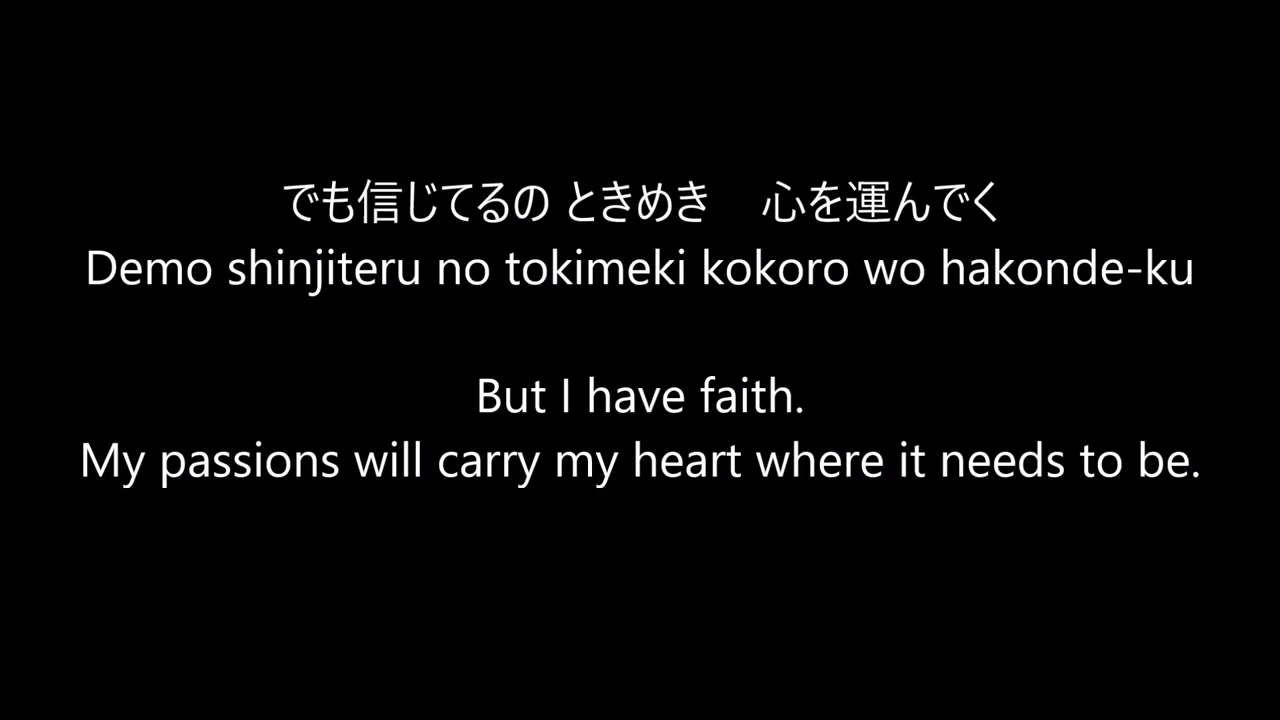 でも信じてるの ときめき　心を運んでく
Demo shinjiteru no tokimeki kokoro wo hakonde-ku
But I have faith.
My passions will carry my heart where it needs to be.